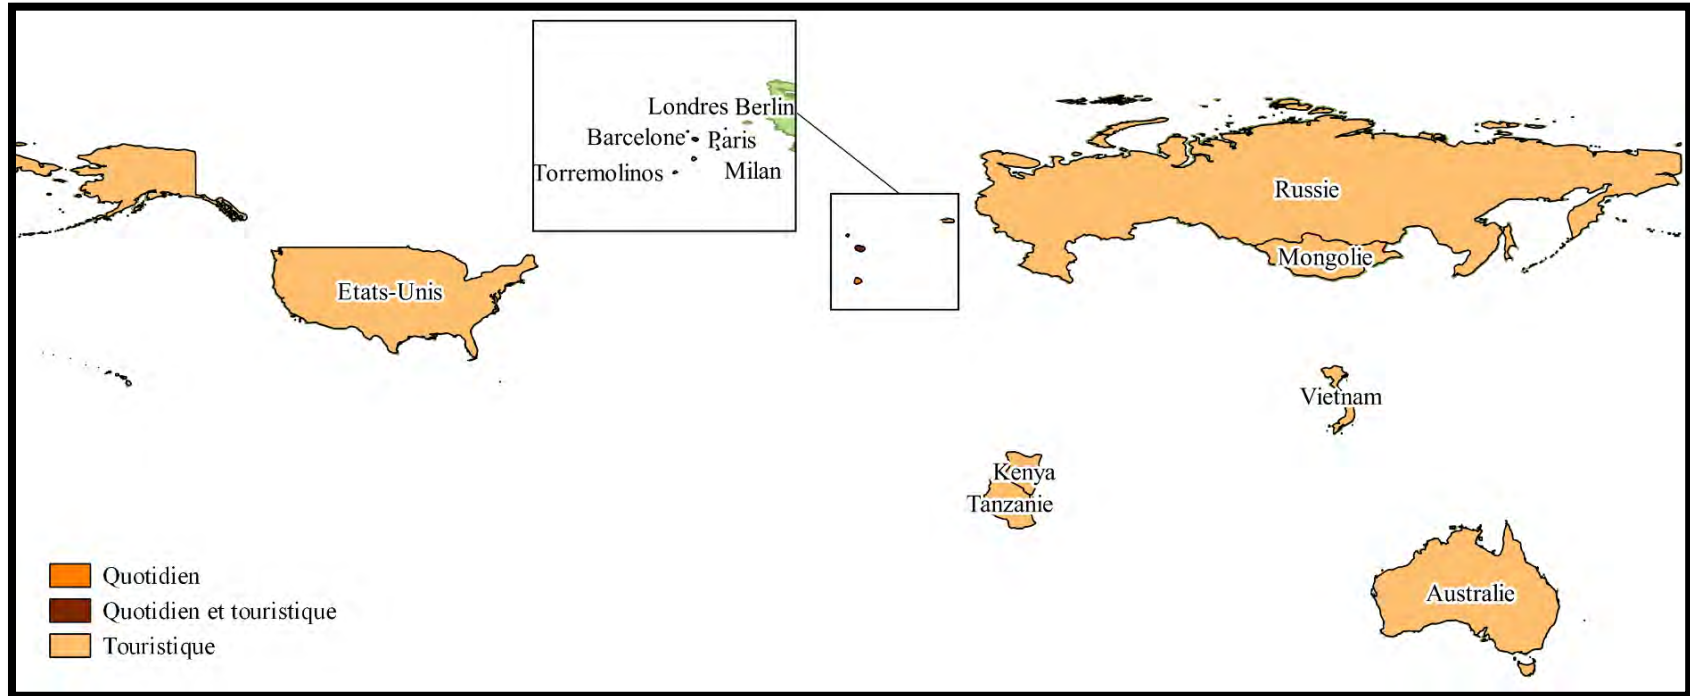 Londres Berlin
Barcelone Paris
Torremolinos Milan
Russie
Mongolie
Etats-Unis
Vietnam
Kenya
Tanzanie
Australie
Quotidien
Quotidien et touristique
Touristique